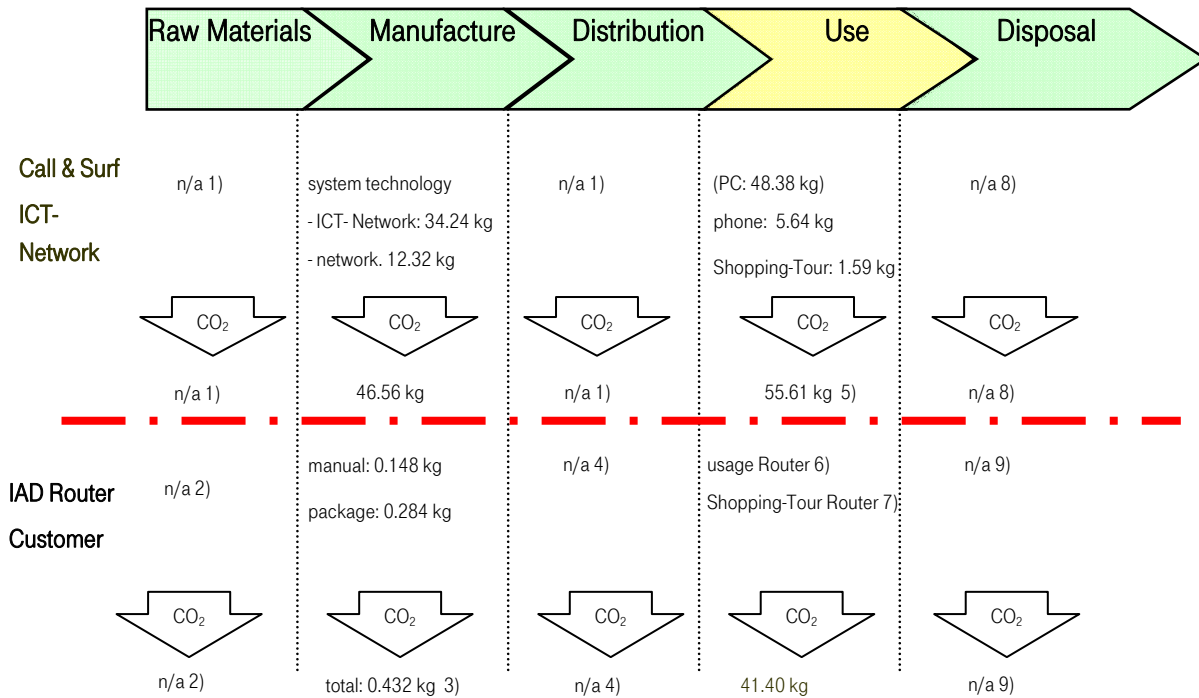 Raw Materials Manufacture Distribution Use Disposal
Call & Surf
ICT-
Network
n/a 1)
system technology
- ICT- Network: 34.24 kg
- network. 12.32 kg
n/a 1)
(PC: 48.38 kg)
phone: 5.64 kg
Shopping-Tour: 1.59 kg
n/a 8)
CO₂ CO₂ CO₂ CO₂ CO₂
n/a 1) 46.56 kg n/a 1) 55.61 kg 5) n/a 8)
IAD Router
Customer
n/a 2)
manual: 0.148 kg
package: 0.284 kg
n/a 4)
usage Router 6)
Shopping-Tour Router 7)
n/a 9)
CO₂ CO₂ CO₂ CO₂ CO₂
n/a 2) total: 0.432 kg 3) n/a 4) 41.40 kg n/a 9)